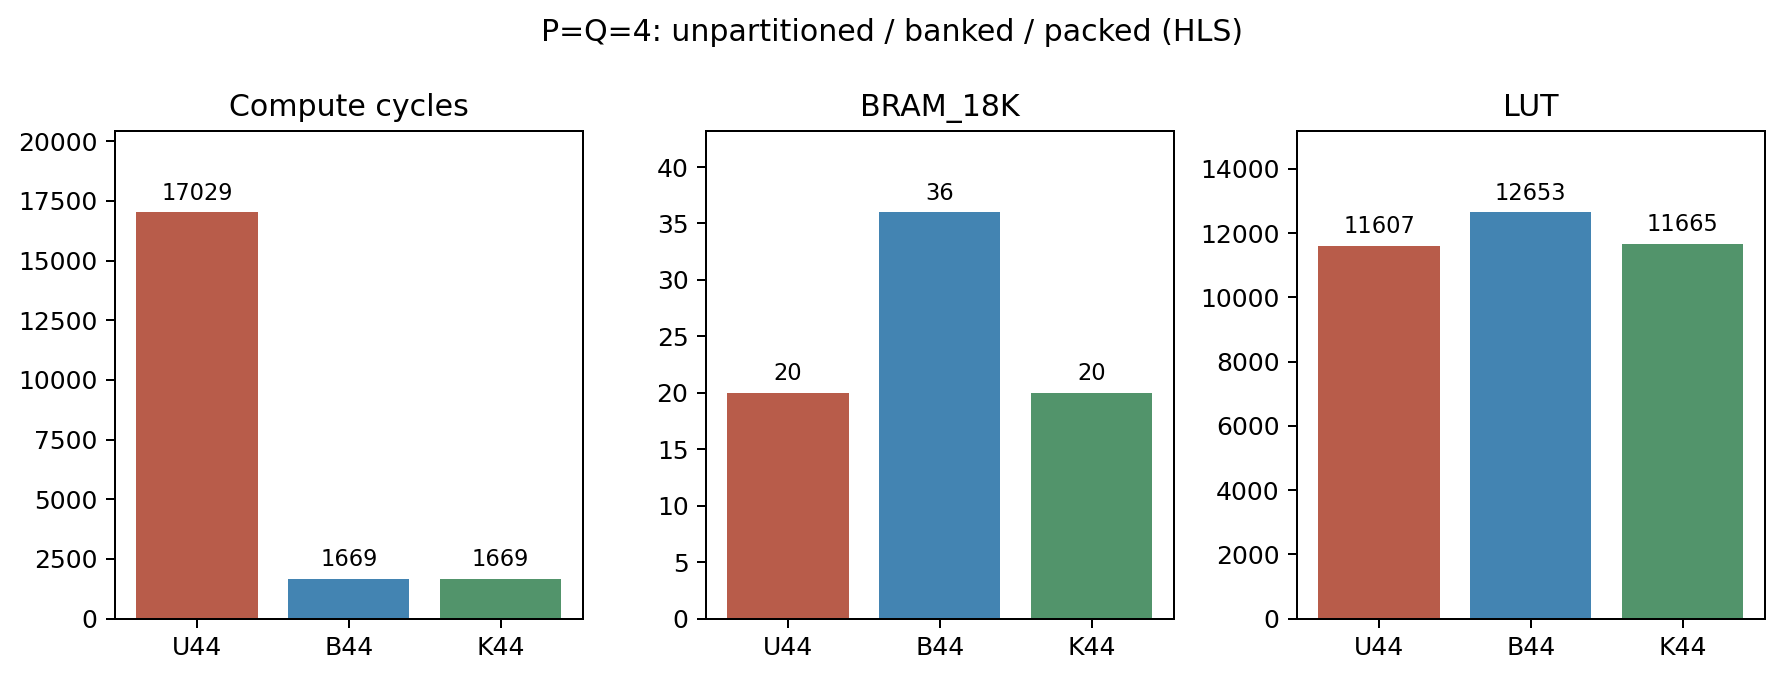 P=Q=4: unpartitioned / banked / packed (HLS)
Compute cycles
20000
17500
15000
12500
10000
7500
5000
2500
0
17029
1669
1669
U44
B44
K44
BRAM_18K
40
35
30
25
20
15
10
5
0
20
36
20
U44
B44
K44
LUT
14000
12000
10000
8000
6000
4000
2000
0
11607
12653
11665
U44
B44
K44